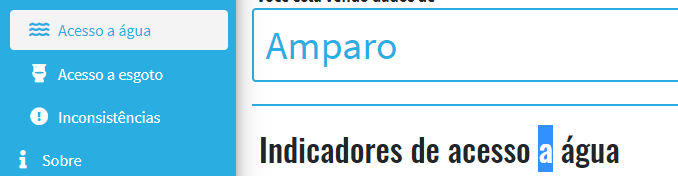 Você está vendo dados de
Acesso a água
Amparo
Acesso a esgoto
Inconsistências
Indicadores de acesso a água
Sobre